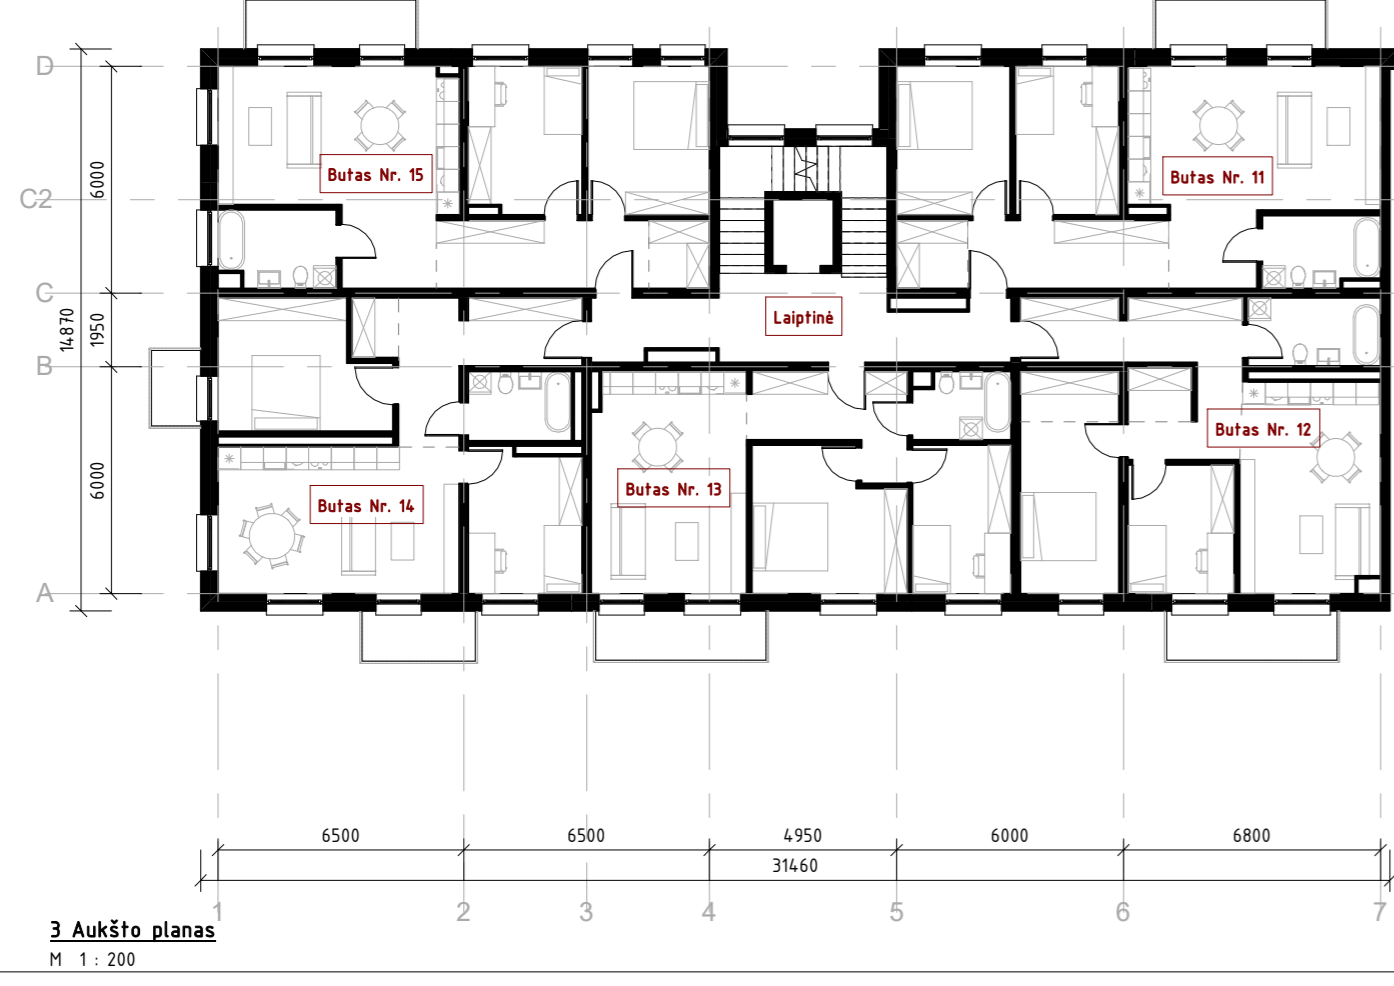 D
C2
C
B
A
6000
1950
14870
6000
Butas Nr. 15
Butas Nr. 11
Laiptinė
Butas Nr. 12
Butas Nr. 13
Butas Nr. 14
6500
6500
4950
6000
6800
31460
1
2
3
4
5
6
7
3 Aukšto planas
M 1 : 200